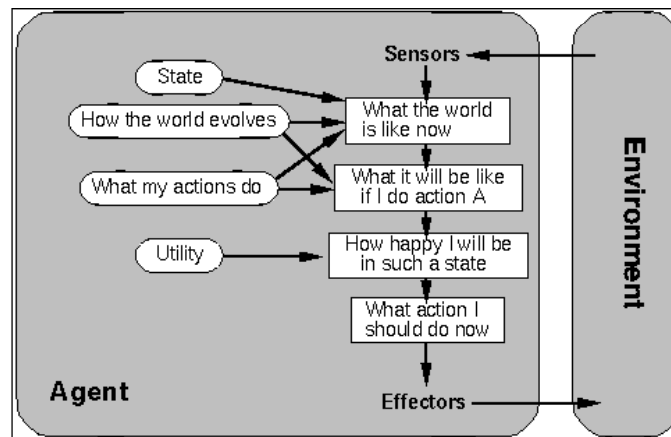 Sensors
State
What the world
is like now
How the world evolves
What it will be like
if I do action A
What my actions do
How happy I will be
in such a state
Utility
What action I
should do now
Agent
Effectors
Environment